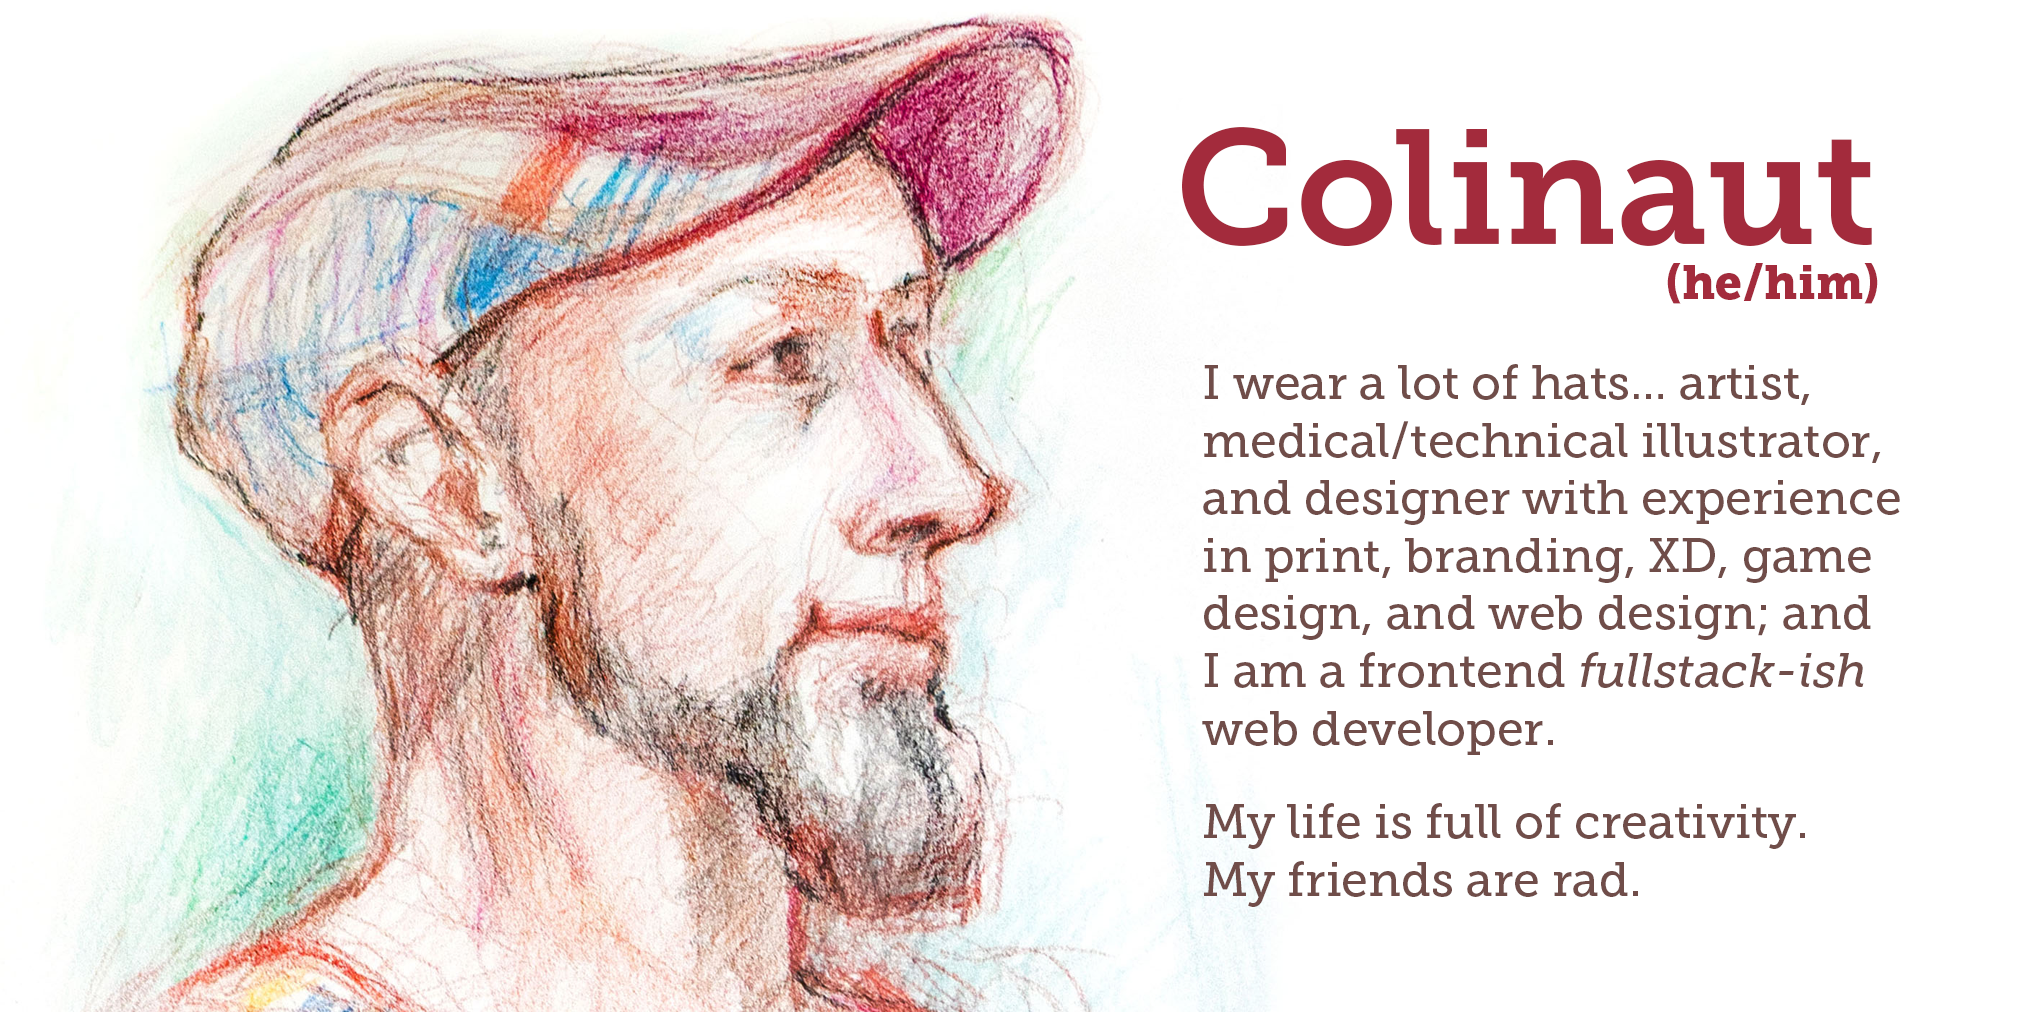 Colinaut
(he/him)
I wear a lot of hats... artist,
medical/technical illustrator,
and designer with experience
in print, branding, XD, game
design, and web design; and
I am a frontend fullstack-ish
web developer.
My life is full of creativity.
My friends are rad.